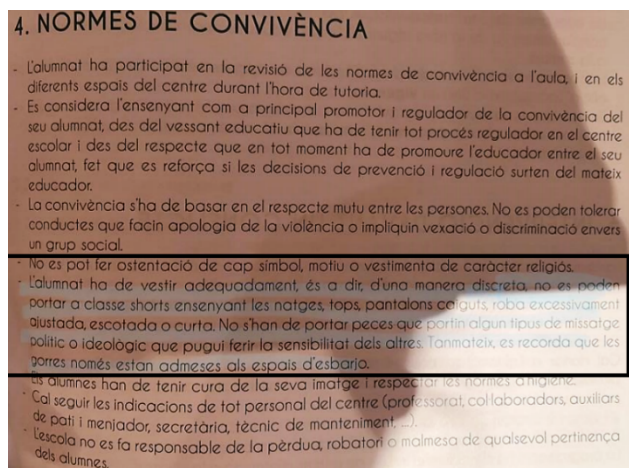 4. NORMES DE CONVIVÈNCIA
- L'alumnat ha participat en la revisió de les normes de convivència a l'aula, i en els
diferents espais del centre durant l'hora de tutoria.
- Es considera l'ensenyant com a principal promotor i regulador de la convivència del
seu alumnat, des del vessant educatiu que ha de tenir tot procés regulador en el centre
escolar i des del respecte que en tot moment ha de promoure l'educador entre el seu
alumnat, fet que es reforça si les decisions de prevenció i regulació surten del mateix
educador.
- La convivència s'ha de basar en el respecte mutu entre les persones. No es poden tolerar
conductes que facin apologia de la violència o impliquin vexació o discriminació envers
un grup social.
- No es pot fer ostentació de cap símbol, motiu o vestimenta de caràcter religiós.
- L'alumnat ha de vestir adequadament, és a dir, d'una manera discreta, no es poden
portar a classe shorts ensenyant les natges, tops, pantalons caiguts, roba excessivament
ajustada, escotada o curta. No s'han de portar peces que portin algun tipus de missatge
polític o ideològic que pugui ferir la sensibilitat dels altres. Tanmateix, es recorda que les
gorres només estan admeses als espais d'esbarjo.
- Els alumnes han de tenir cura de la seva imatge i respectar les normes d'higiene.
- Cal seguir les indicacions de tot personal del centre (professorat, col·laboradors, auxiliars
de pati i menjador, secretària, tècnic de manteniment, ...).
- L'escola no es fa responsable de la pèrdua, robatori o malmesa de qualsevol pertinença
dels alumnes.